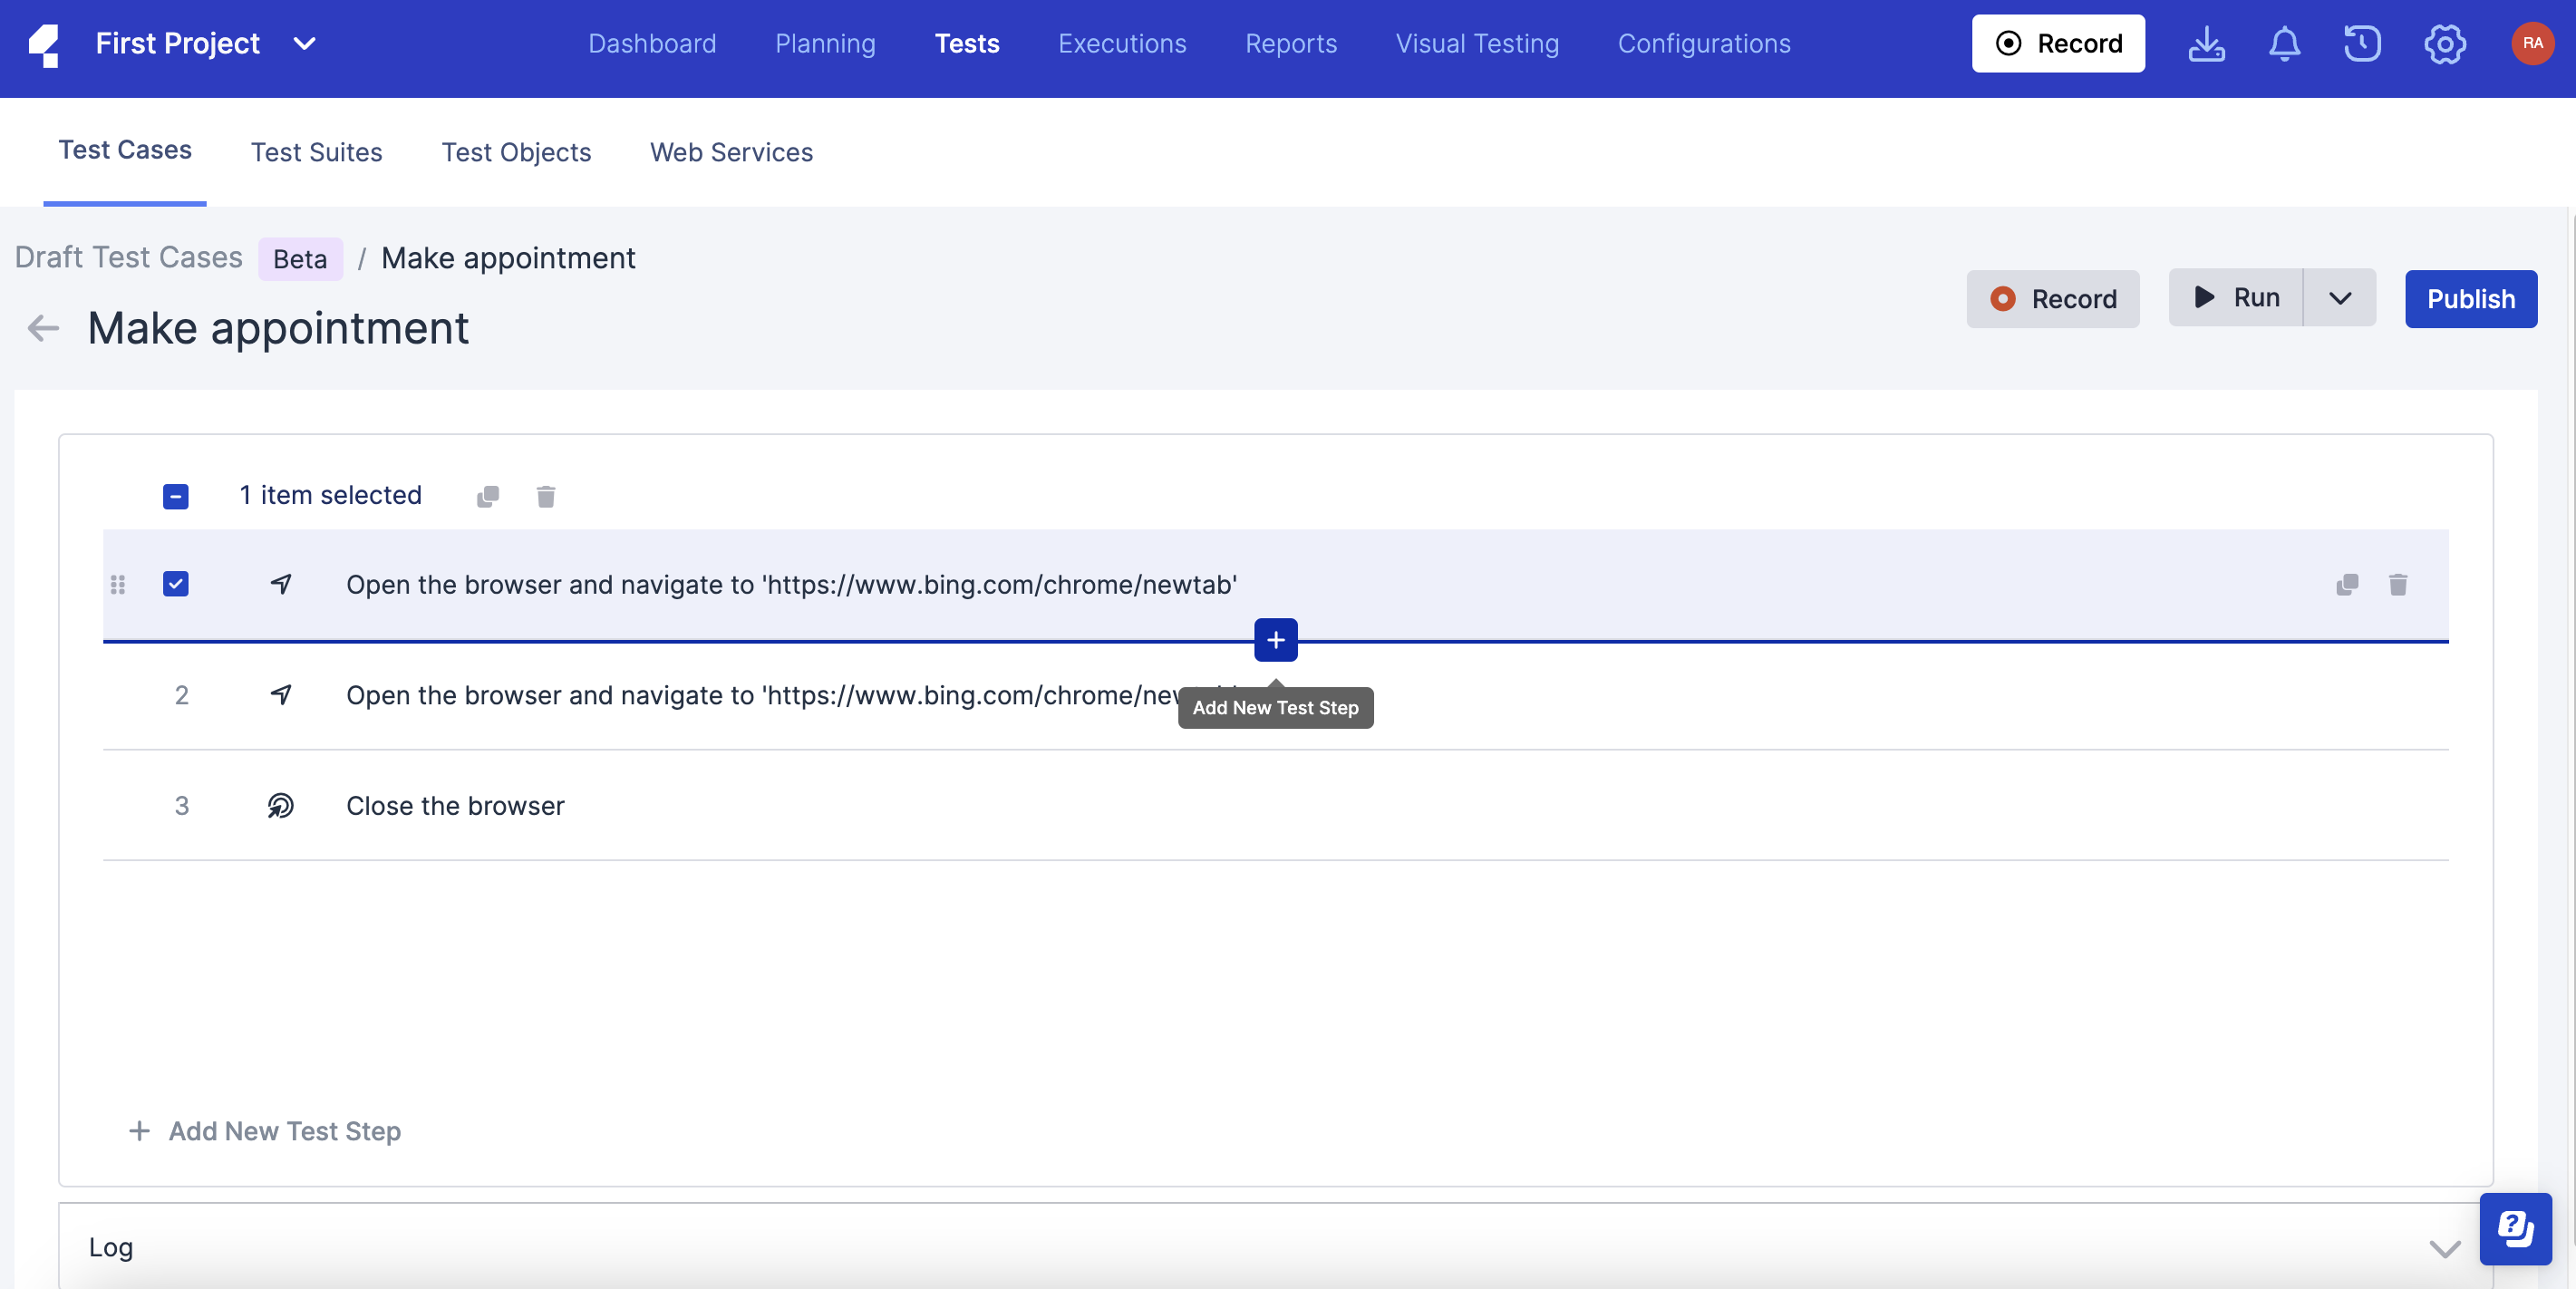 First Project Dashboard Planning Tests Executions Reports Visual Testing Configurations Record RA
Test Cases Test Suites Test Objects Web Services
Draft Test Cases Beta / Make appointment
Make appointment
Record Run Publish
1 item selected
Open the browser and navigate to 'https://www.bing.com/chrome/newtab'
2 Open the browser and navigate to 'https://www.bing.com/chrome/
Add New Test Step
3 Close the browser
Add New Test Step
Log